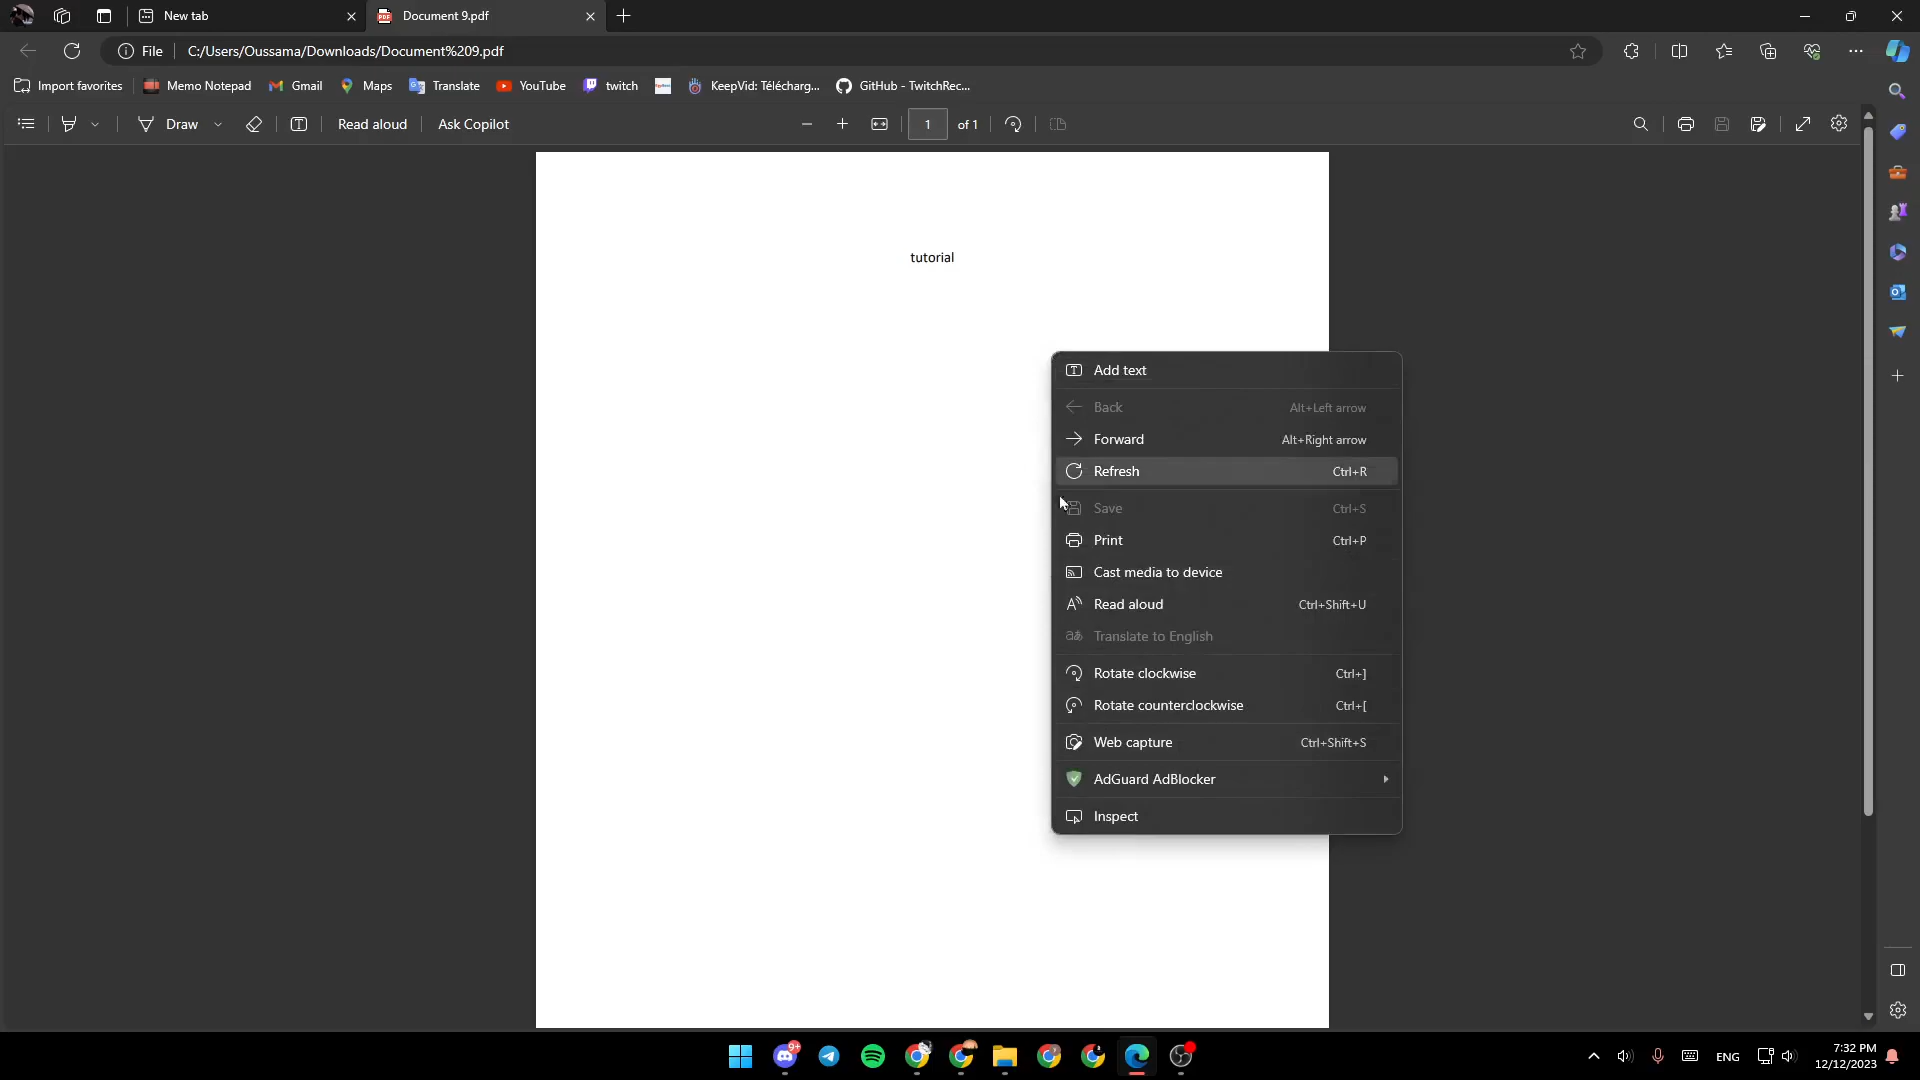 New tab
Document 9.pdf
File C:/Users/Oussama/Downloads/Document%209.pdf
Import favorites Memo Notepad Gmail Maps Translate YouTube twitch KeepVid: Télécharg... GitHub - TwitchRec...
Draw Read aloud Ask Copilot 1 of 1
tutorial
Add text
Back Alt+Left arrow
Forward Alt+Right arrow
Refresh Ctrl+R
Save Ctrl+S
Print Ctrl+P
Cast media to device
Read aloud Ctrl+Shift+U
Translate to English
Rotate clockwise Ctrl+]
Rotate counterclockwise Ctrl+[
Web capture Ctrl+Shift+S
AdGuard AdBlocker
Inspect
9+
ENG
7:32 PM
12/12/2023